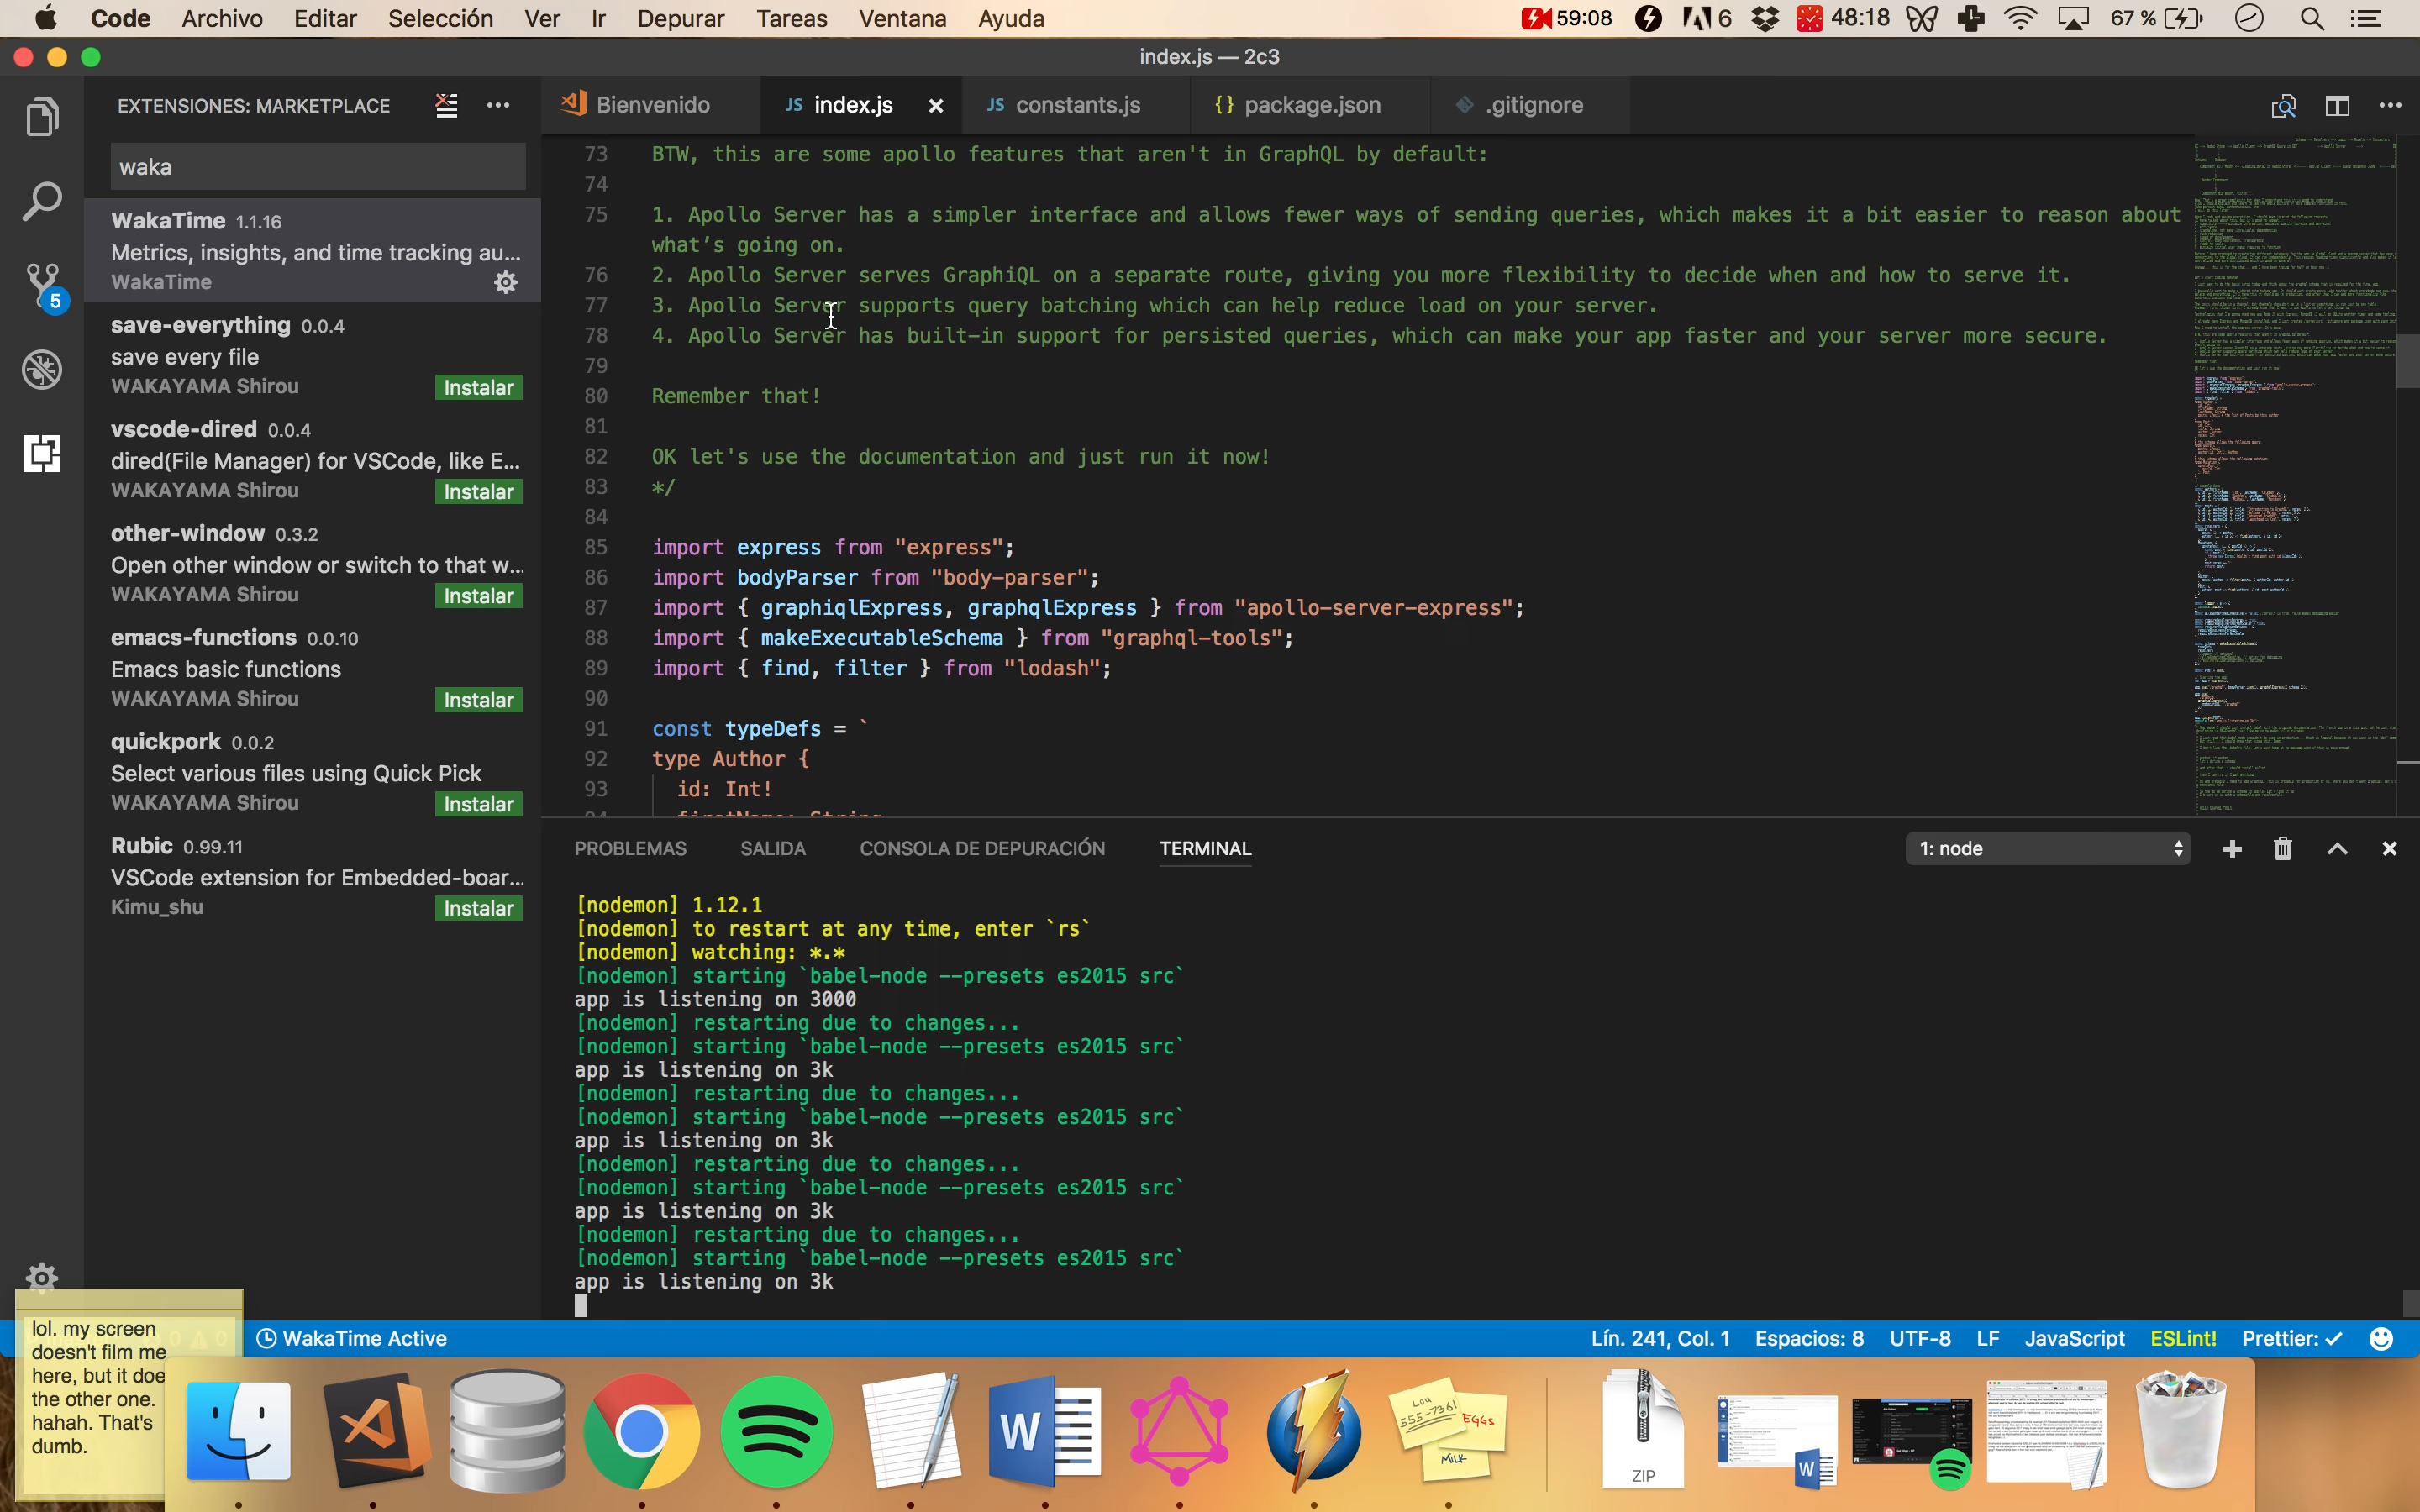 Code Archivo Editar Selección Ver Ir Depurar Tareas Ventana Ayuda 59:08 6 48:18 67 %
index.js — 2c3
EXTENSIONES: MARKETPLACE
Bienvenido JS index.js JS constants.js {} package.json .gitignore
waka
WakaTime 1.1.16
Metrics, insights, and time tracking au...
WakaTime
save-everything 0.0.4
save every file
WAKAYAMA Shirou Instalar
vscode-dired 0.0.4
dired(File Manager) for VSCode, like E...
WAKAYAMA Shirou Instalar
other-window 0.3.2
Open other window or switch to that w...
WAKAYAMA Shirou Instalar
emacs-functions 0.0.10
Emacs basic functions
WAKAYAMA Shirou Instalar
quickpork 0.0.2
Select various files using Quick Pick
WAKAYAMA Shirou Instalar
Rubic 0.99.11
VSCode extension for Embedded-boar...
Kimu_shu Instalar
73 BTW, this are some apollo features that aren't in GraphQL by default:
74
75 1. Apollo Server has a simpler interface and allows fewer ways of sending queries, which makes it a bit easier to reason about
what’s going on.
76 2. Apollo Server serves GraphiQL on a separate route, giving you more flexibility to decide when and how to serve it.
77 3. Apollo Server supports query batching which can help reduce load on your server.
78 4. Apollo Server has built-in support for persisted queries, which can make your app faster and your server more secure.
79
80 Remember that!
81
82 OK let's use the documentation and just run it now!
83 */
84
85 import express from "express";
86 import bodyParser from "body-parser";
87 import { graphiqlExpress, graphqlExpress } from "apollo-server-express";
88 import { makeExecutableSchema } from "graphql-tools";
89 import { find, filter } from "lodash";
90
91 const typeDefs = `
92 type Author {
93 id: Int!
94 firstName: String
PROBLEMAS SALIDA CONSOLA DE DEPURACIÓN TERMINAL 1: node
[nodemon] 1.12.1
[nodemon] to restart at any time, enter `rs`
[nodemon] watching: *.*
[nodemon] starting `babel-node --presets es2015 src`
app is listening on 3000
[nodemon] restarting due to changes...
[nodemon] starting `babel-node --presets es2015 src`
app is listening on 3k
[nodemon] restarting due to changes...
[nodemon] starting `babel-node --presets es2015 src`
app is listening on 3k
[nodemon] restarting due to changes...
[nodemon] starting `babel-node --presets es2015 src`
app is listening on 3k
[nodemon] restarting due to changes...
[nodemon] starting `babel-node --presets es2015 src`
app is listening on 3k
5
WakaTime Active Lín. 241, Col. 1 Espacios: 8 UTF-8 LF JavaScript ESLint! Prettier: ✓
lol. my screen
doesn't film me
here, but it doe
the other one.
hahah. That's
dumb.
W
Lou
555-7361
EGGs
MILK
ZIP
W